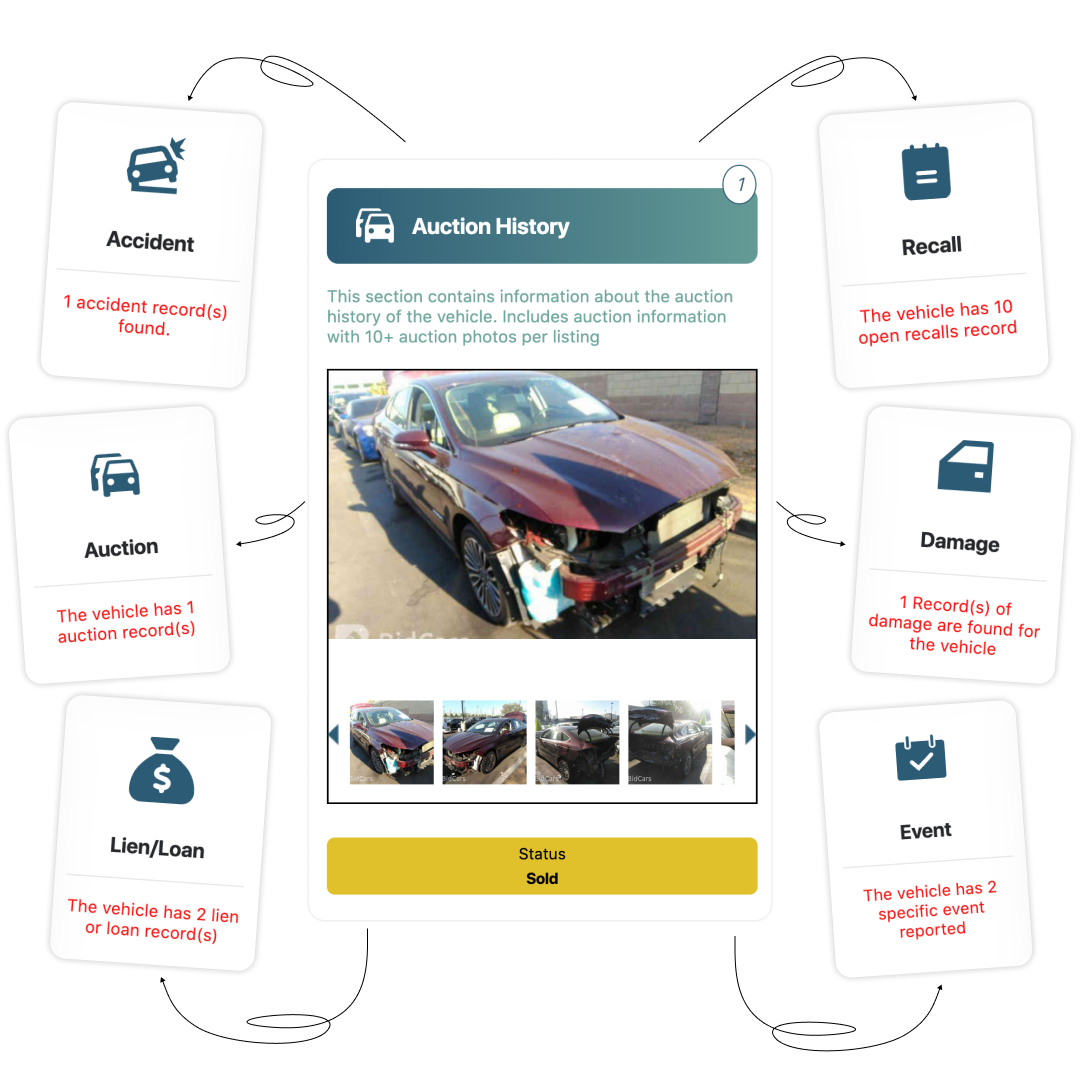 1
Auction History
This section contains information about the auction
history of the vehicle. Includes auction information
with 10+ auction photos per listing
BidCars
BidCars
BidCars
BidCars
BidCars
Status
Sold
Accident
1 accident record(s)
found.
Auction
The vehicle has 1
auction record(s)
Lien/Loan
$
The vehicle has 2 lien
or loan record(s)
Recall
The vehicle has 10
open recalls record
Damage
1 Record(s) of
damage are found for
the vehicle
Event
The vehicle has 2
specific event
reported